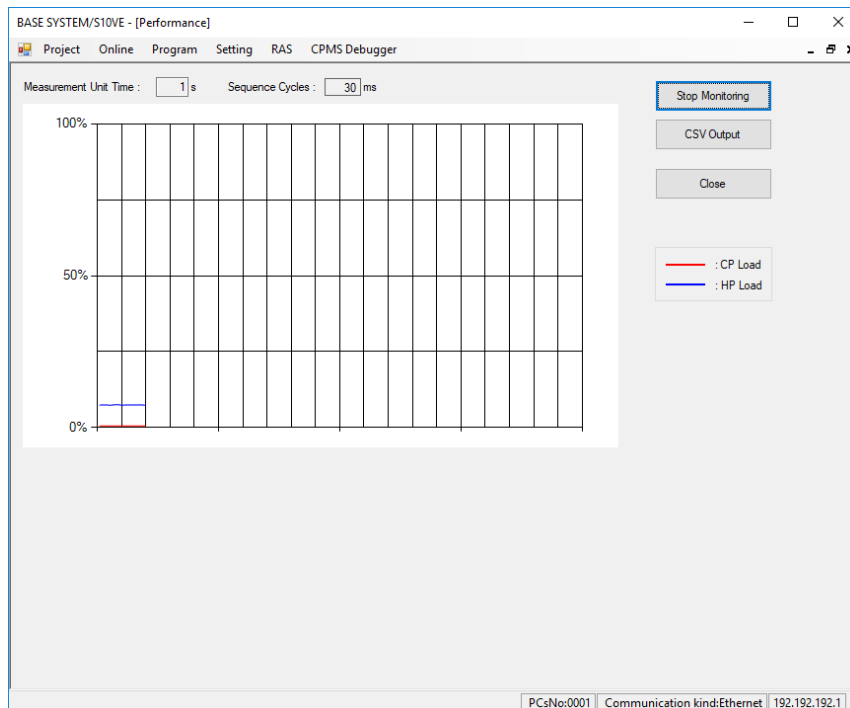 BASE SYSTEM/S10VE - [Performance]
Project Online Program Setting RAS CPMS Debugger
Measurement Unit Time : 1 s Sequence Cycles : 30 ms
Stop Monitoring
CSV Output
Close
100%
50%
0%
: CP Load
: HP Load
PCsNo:0001 Communication kind:Ethernet 192.192.192.1